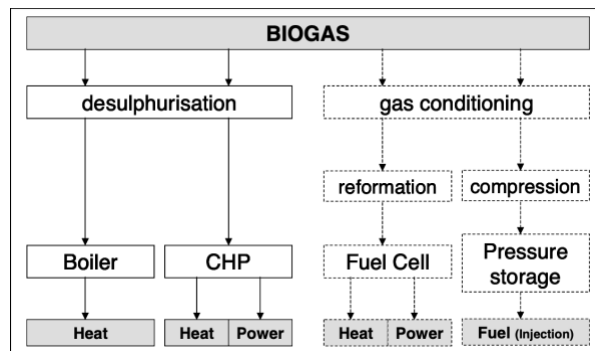 BIOGAS
desulphurisation
gas conditioning
reformation
compression
Boiler
CHP
Fuel Cell
Pressure
storage
Heat
Heat
Power
Heat
Power
Fuel (Injection)